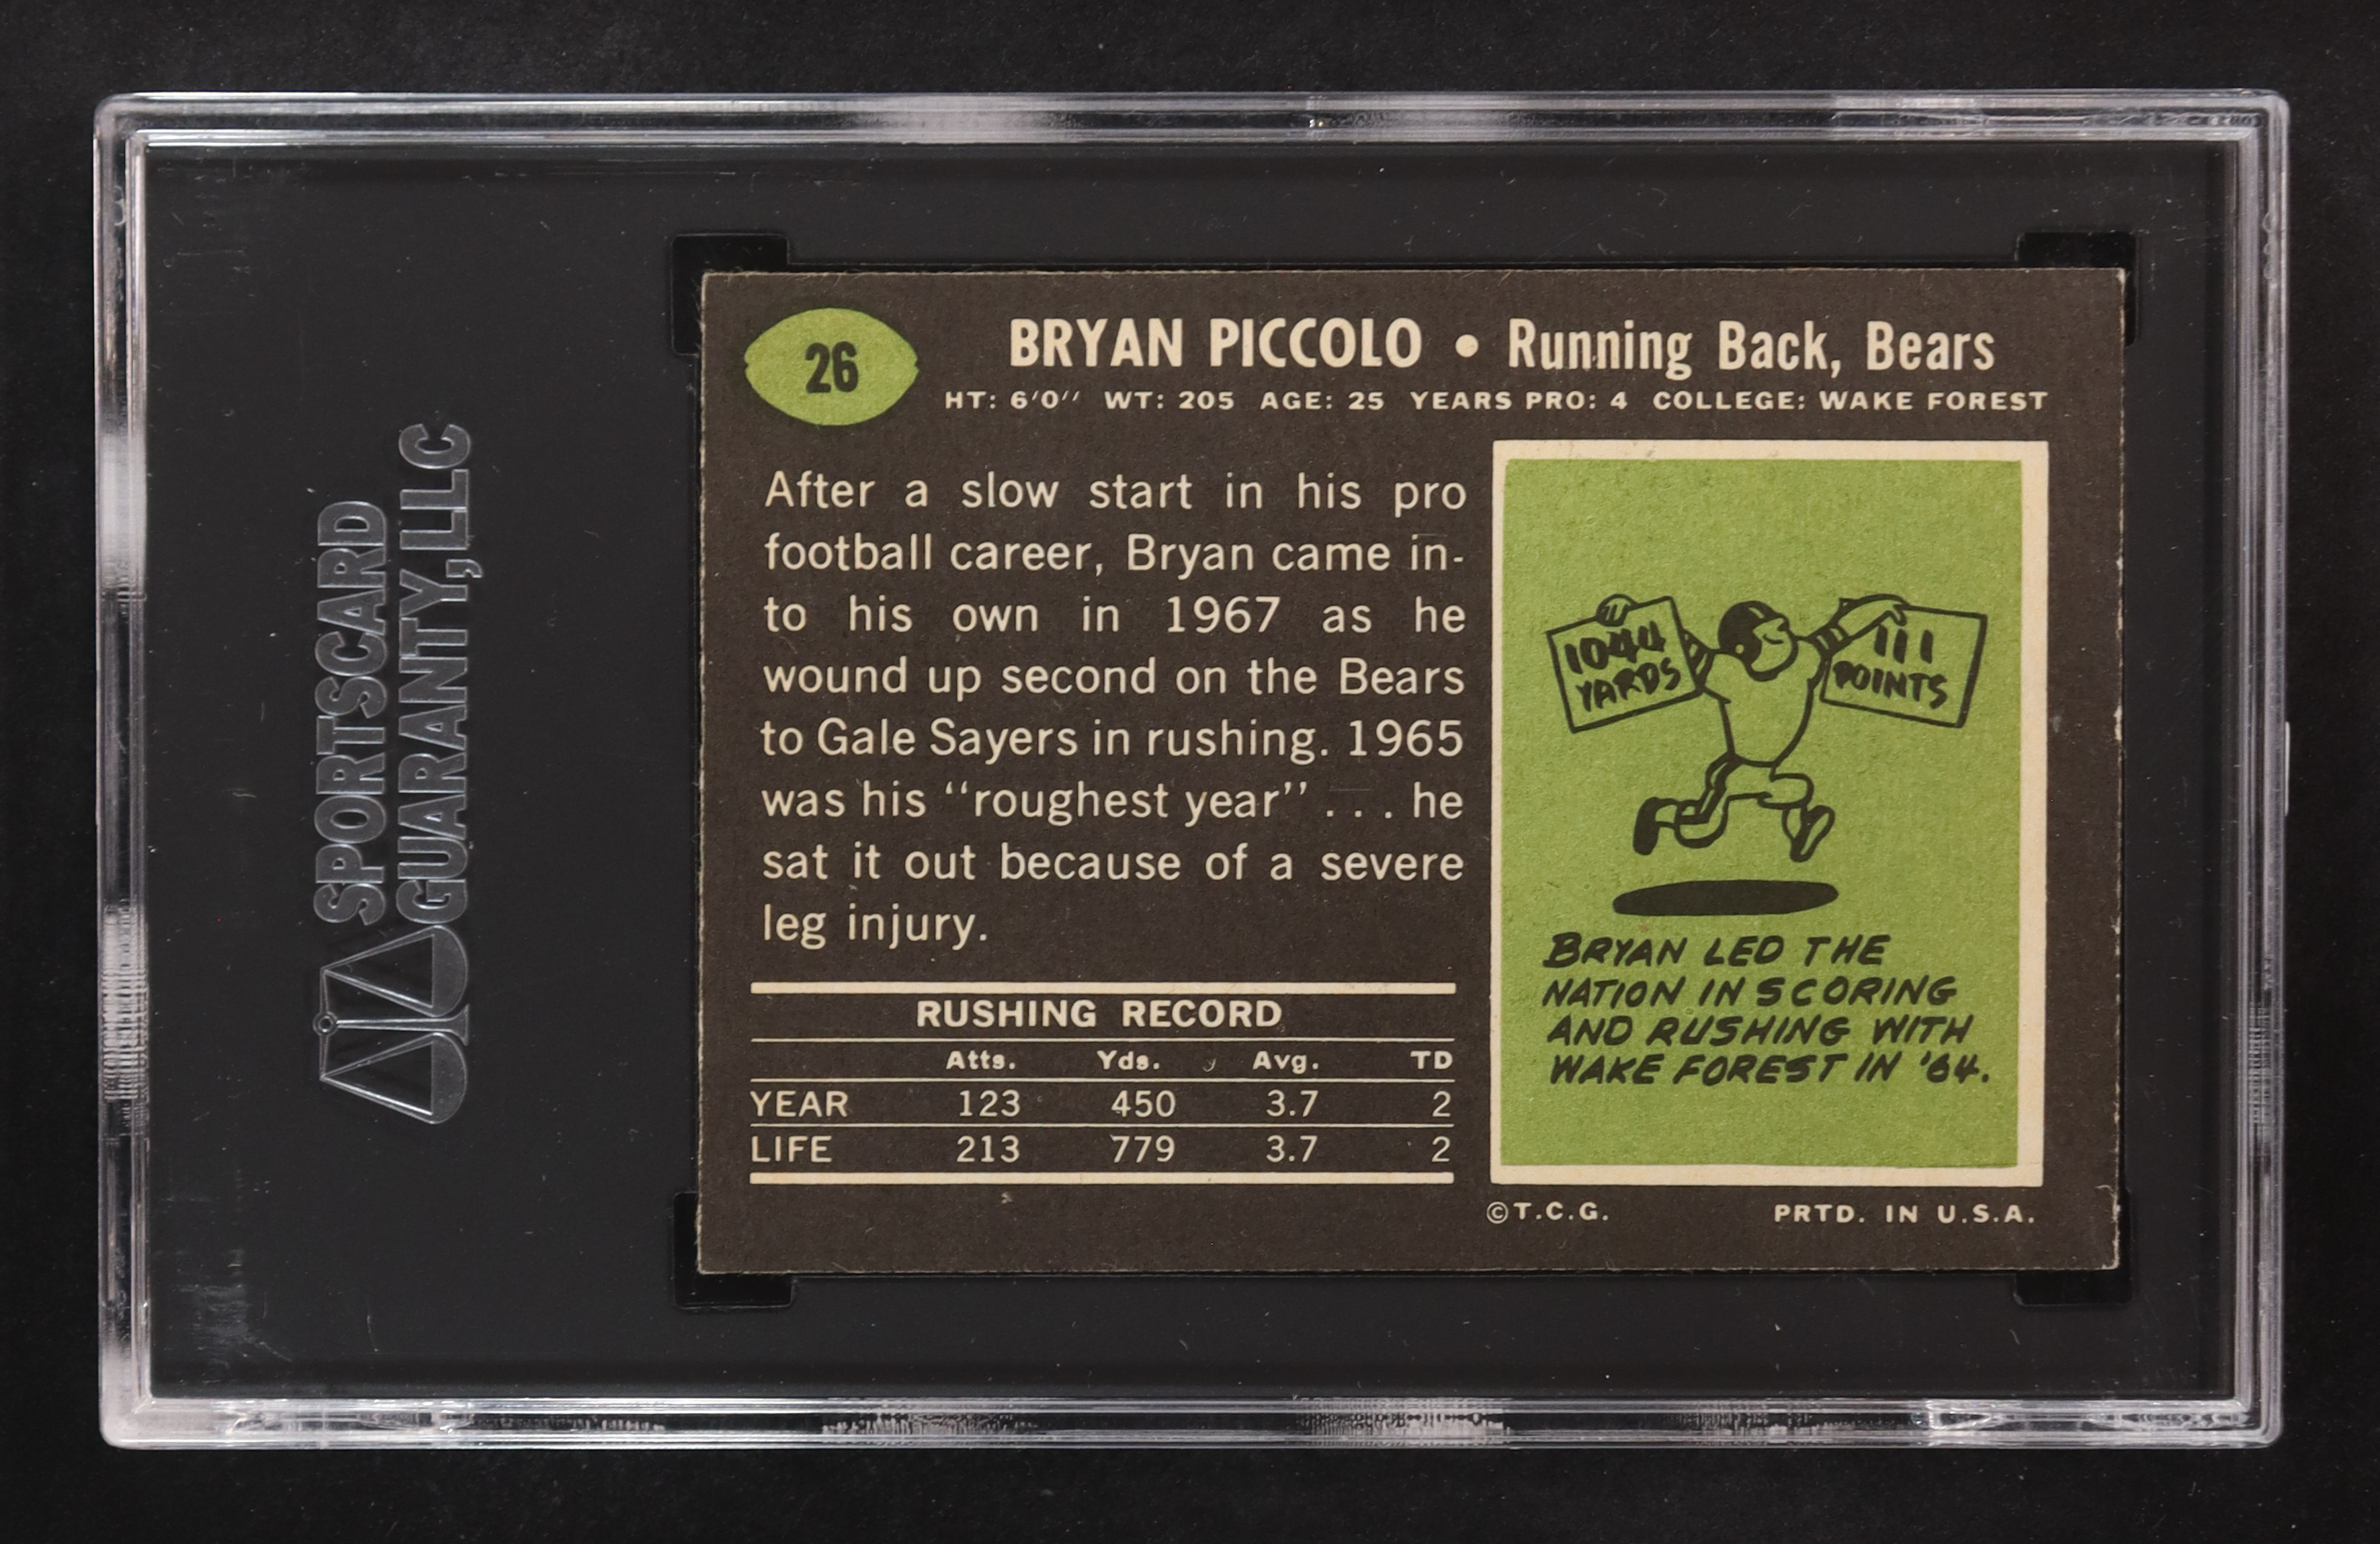 SPORTSCARD
GUARANTY, LLC
26
BRYAN PICCOLO • Running Back, Bears
HT: 6'0'' WT: 205 AGE: 25 YEARS PRO: 4 COLLEGE: WAKE FOREST
After a slow start in his pro
football career, Bryan came in-
to his own in 1967 as he
wound up second on the Bears
to Gale Sayers in rushing. 1965
was his "roughest year" . . . he
sat it out because of a severe
leg injury.
RUSHING RECORD
Atts. Yds. Avg. TD
YEAR 123 450 3.7 2
LIFE 213 779 3.7 2
1044
YARDS
111
POINTS
BRYAN LED THE
NATION IN SCORING
AND RUSHING WITH
WAKE FOREST IN '64.
©T.C.G. PRTD. IN U.S.A.